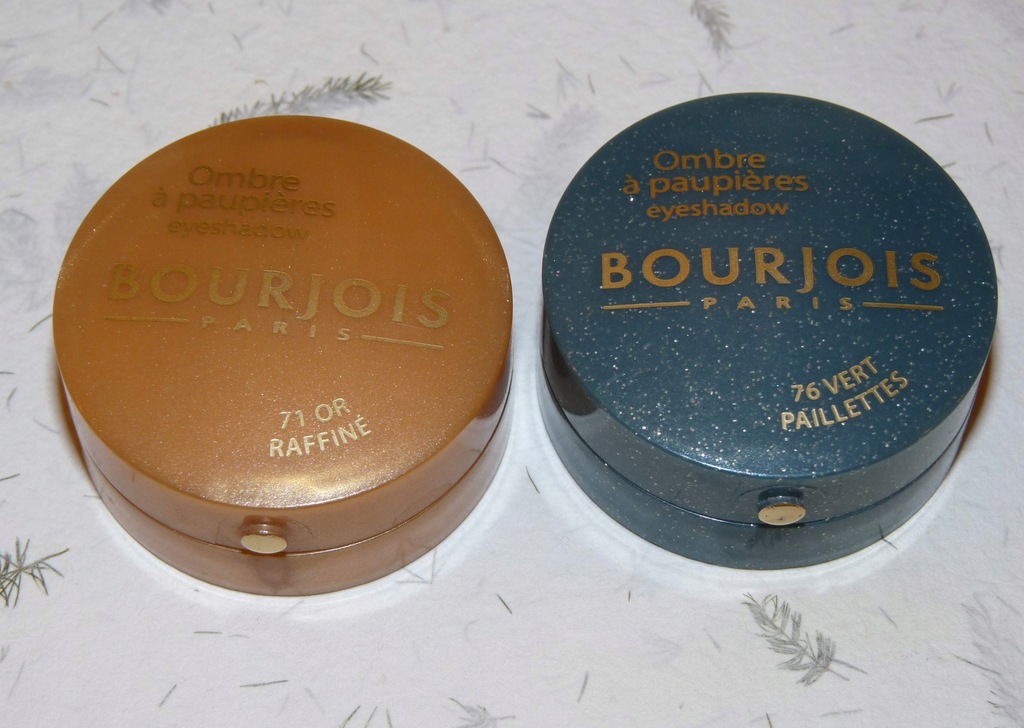 Ombre
à paupières
eyeshadow
BOURJOIS
PARIS
71 OR
RAFFINÉ
Ombre
à paupières
eyeshadow
BOURJOIS
PARIS
76 VERT
PAILLETTES